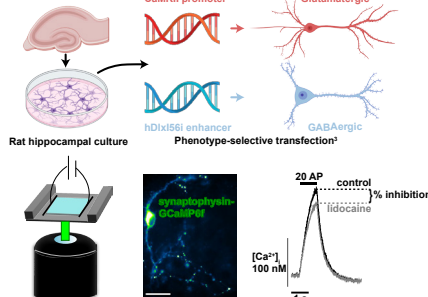 CaMKII promoter
Glutamatergic
hDlxI56i enhancer
GABAergic
Rat hippocampal culture
Phenotype-selective transfection³
synaptophysin-
GCaMP6f
20 AP
control
% inhibition
lidocaine
[Ca²⁺]ᵢ
100 nM